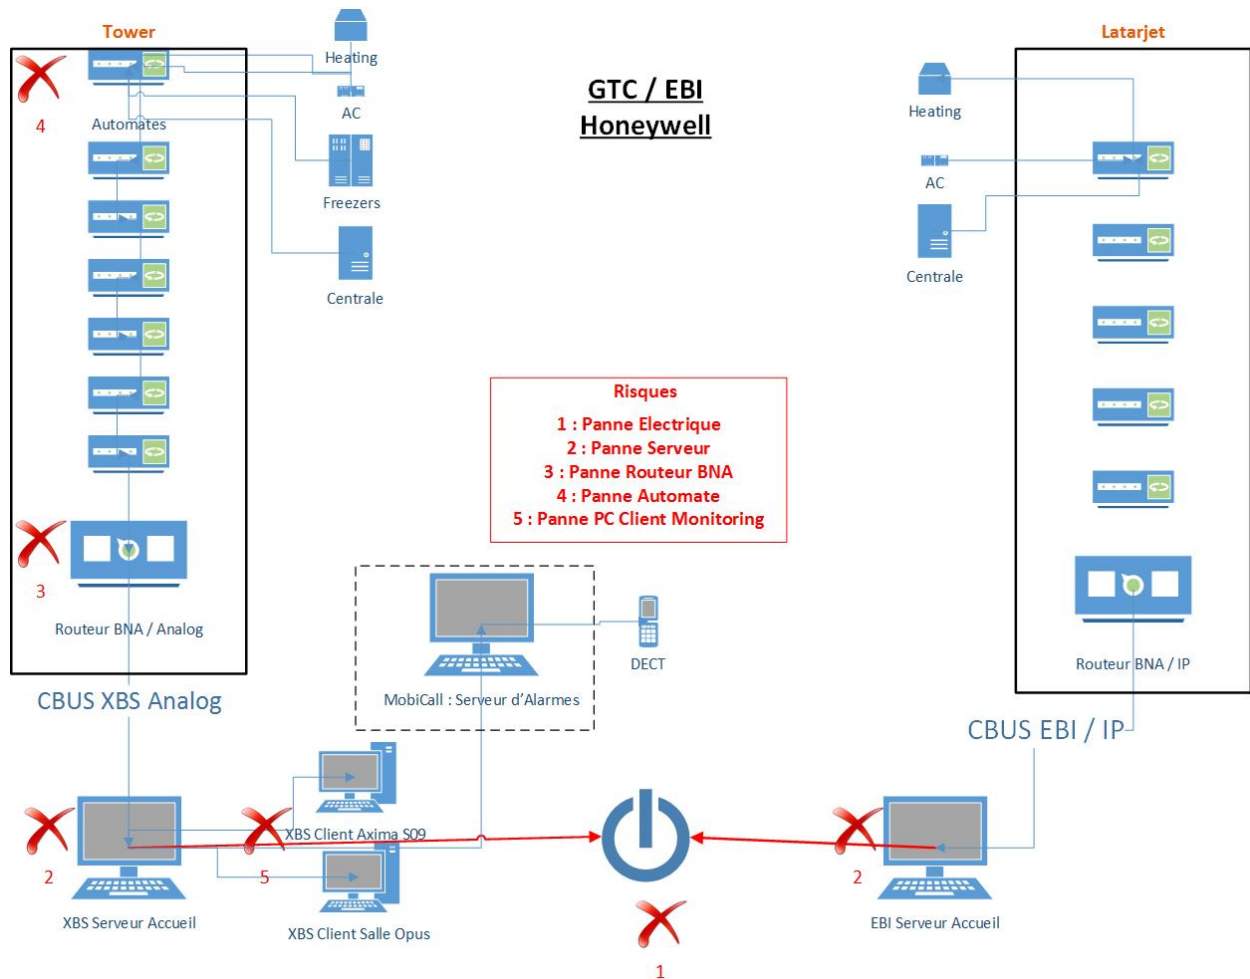 Tower
Latarjet
GTC / EBI
Honeywell
Heating
AC
Automates
4
Freezers
Centrale
Heating
AC
Centrale
Risques
1 : Panne Electrique
2 : Panne Serveur
3 : Panne Routeur BNA
4 : Panne Automate
5 : Panne PC Client Monitoring
3
Routeur BNA / Analog
DECT
MobiCall : Serveur d’Alarmes
Routeur BNA / IP
CBUS XBS Analog
CBUS EBI / IP
XBS Client Axima S09
2
5
2
XBS Serveur Accueil
XBS Client Salle Opus
EBI Serveur Accueil
1